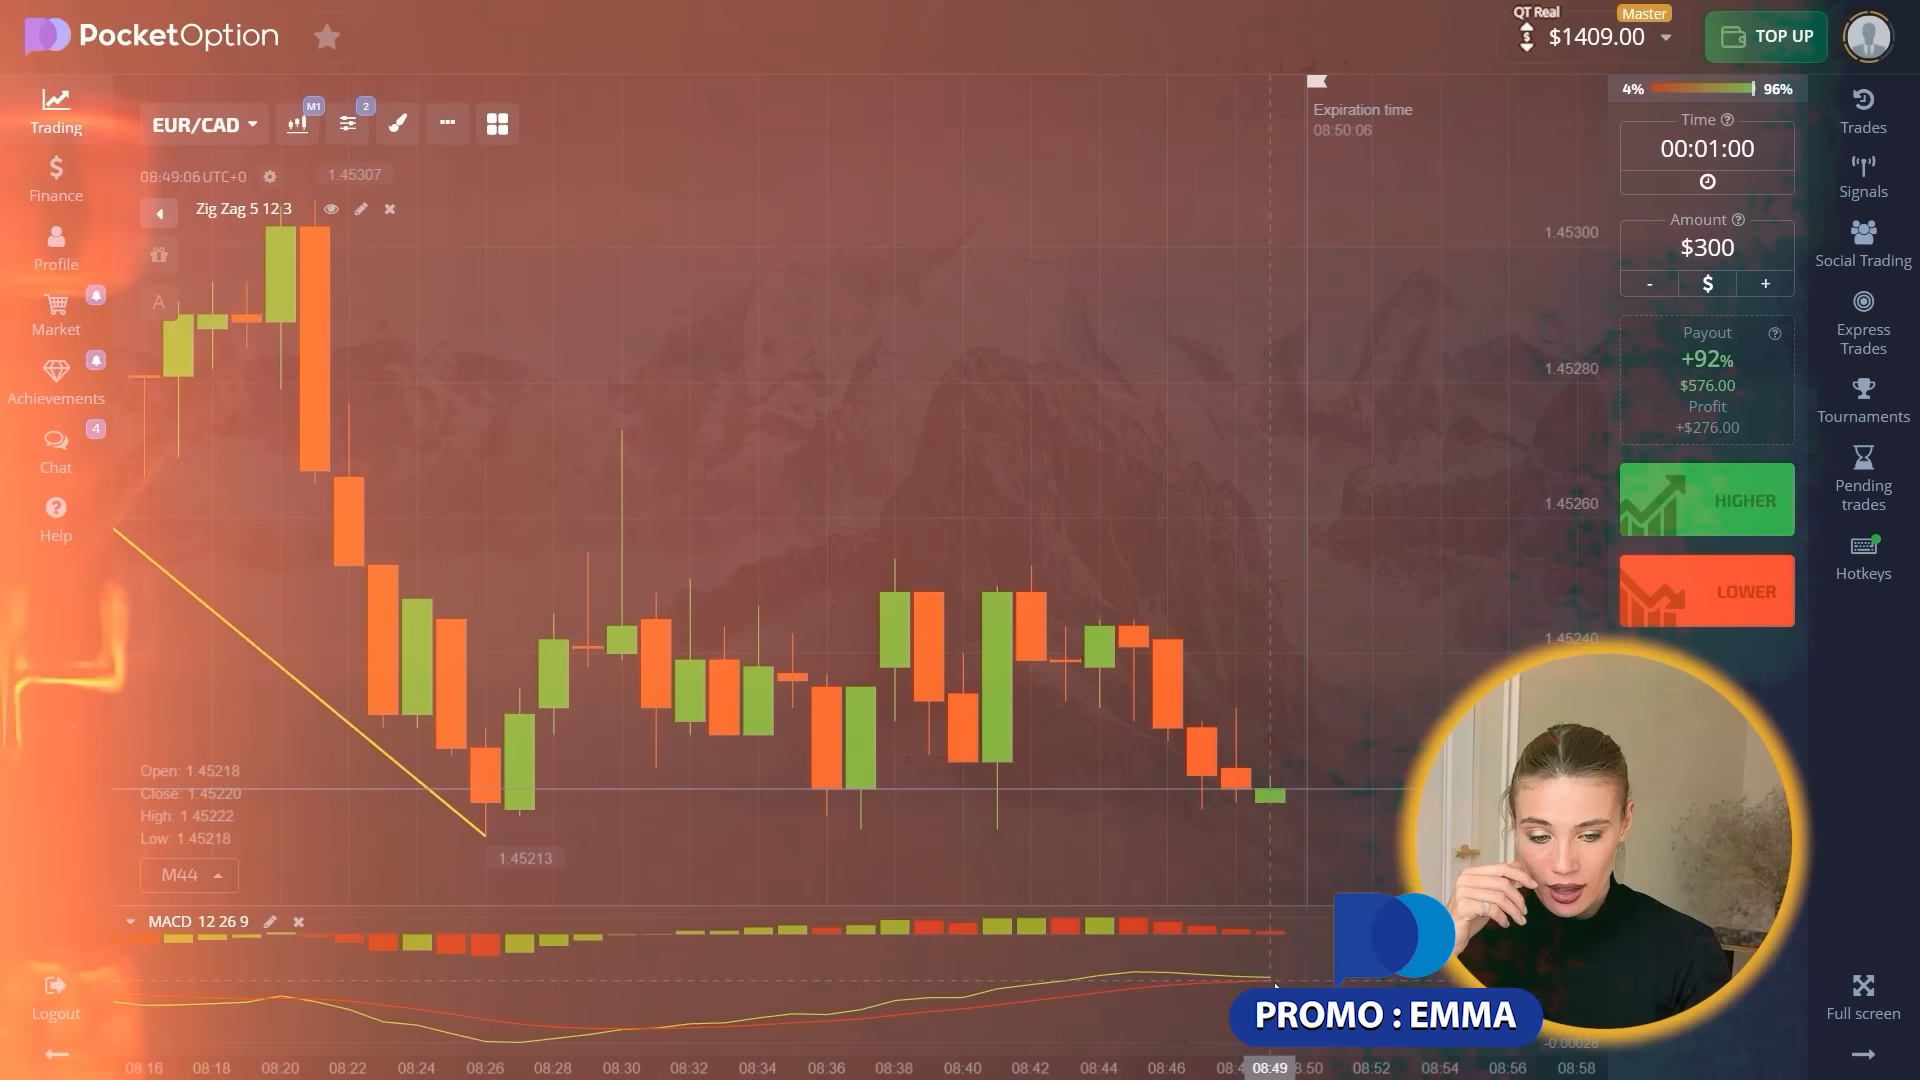 PocketOption
QT Real
Master
$1409.00
TOP UP
Trading
Finance
Profile
Market
Achievements
4
Chat
Help
Logout
EUR/CAD
M1
2
08:49:06 UTC+0
1.45307
Zig Zag 5 12 3
A
Expiration time
08:50:06
1.45300
1.45280
1.45260
1.45240
Open: 1.45218
Close: 1.45220
High: 1.45222
Low: 1.45218
M44
1.45213
MACD 12 26 9
-0.00028
08:16
08:18
08:20
08:22
08:24
08:26
08:28
08:30
08:32
08:34
08:36
08:38
08:40
08:42
08:44
08:46
08:49
08:52
08:54
08:56
08:58
4%
96%
Time
00:01:00
Amount
$300
-
$
+
Payout
+92%
$576.00
Profit
+$276.00
HIGHER
LOWER
Trades
Signals
Social Trading
Express
Trades
Tournaments
Pending
trades
Hotkeys
Full screen
PROMO : EMMA